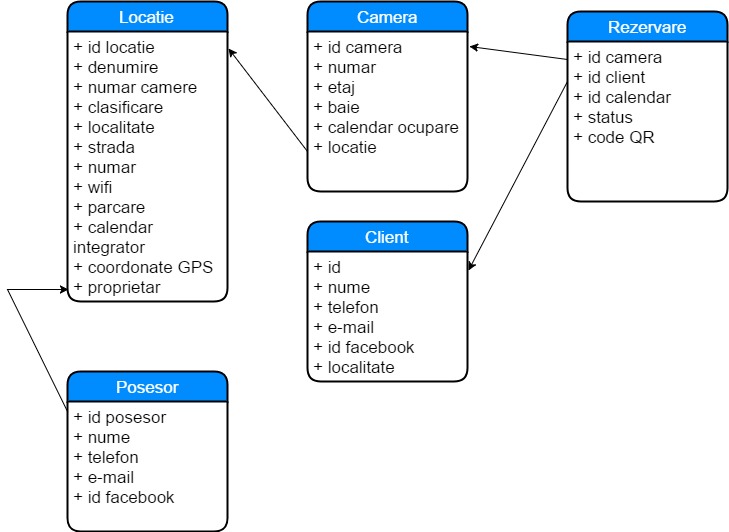 Locatie
+ id locatie
+ denumire
+ numar camere
+ clasificare
+ localitate
+ strada
+ numar
+ wifi
+ parcare
+ calendar
integrator
+ coordonate GPS
+ proprietar
Camera
+ id camera
+ numar
+ etaj
+ baie
+ calendar ocupare
+ locatie
Rezervare
+ id camera
+ id client
+ id calendar
+ status
+ code QR
Client
+ id
+ nume
+ telefon
+ e-mail
+ id facebook
+ localitate
Posesor
+ id posesor
+ nume
+ telefon
+ e-mail
+ id facebook